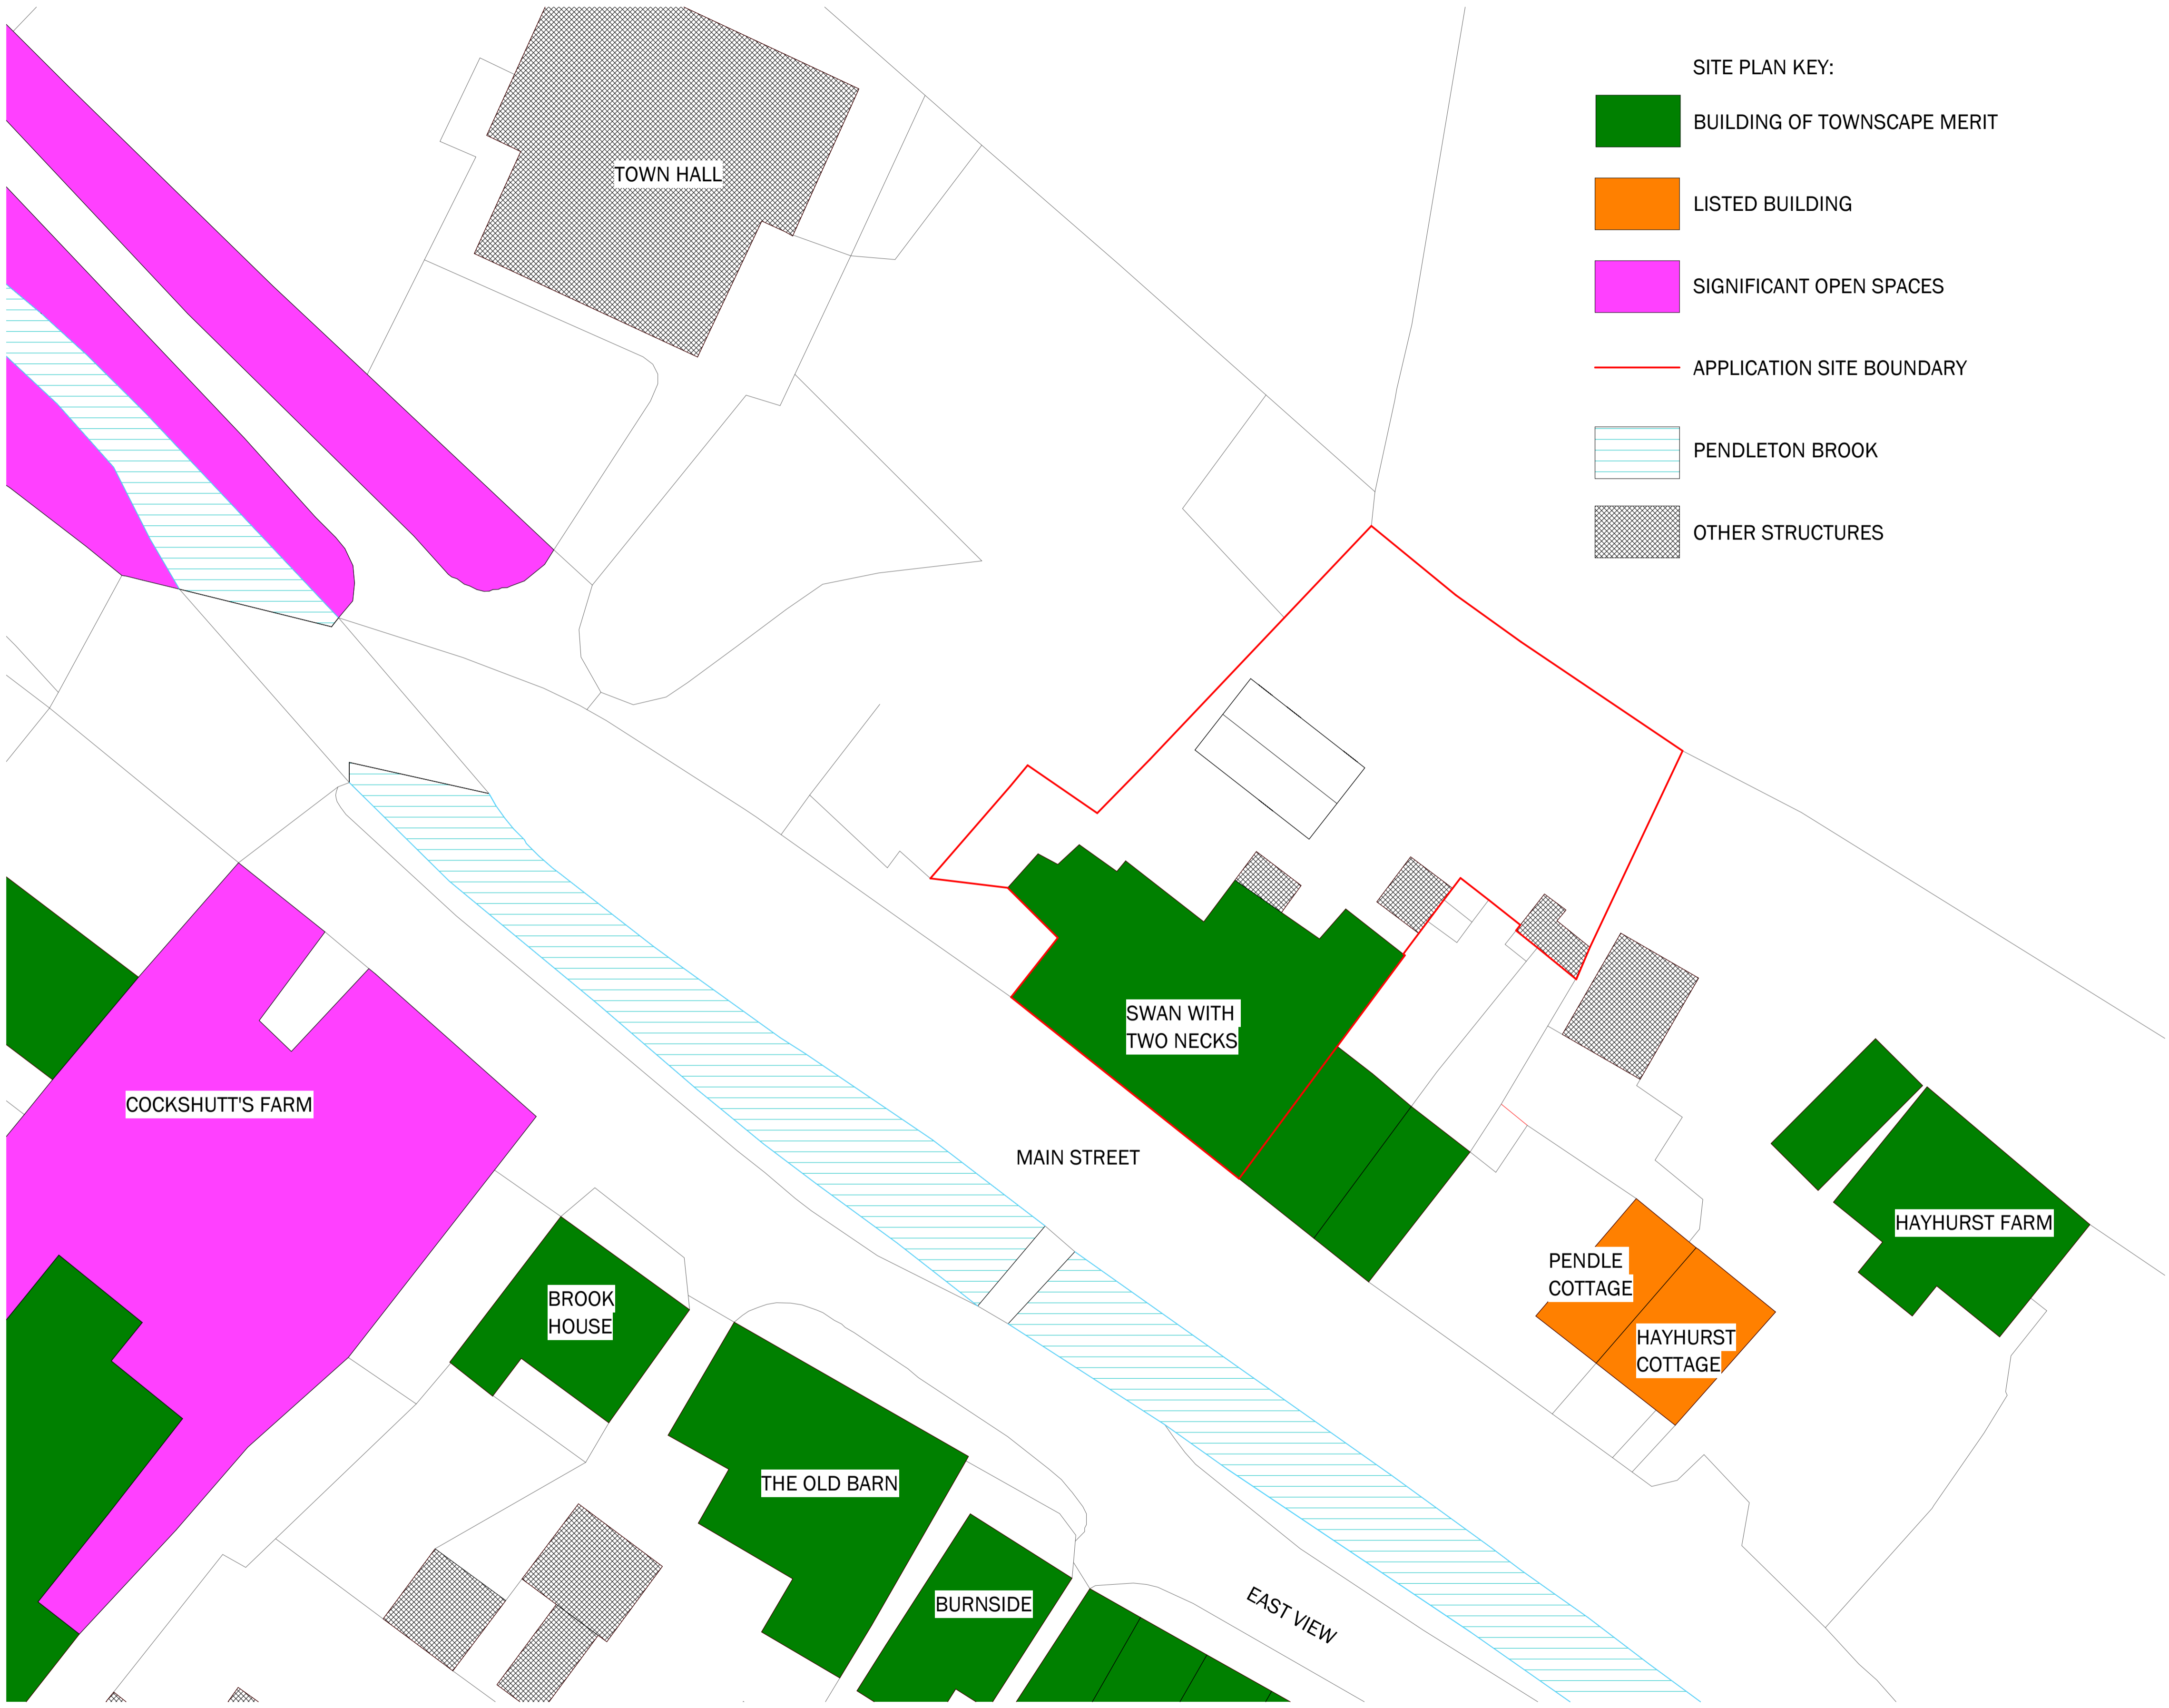 SITE PLAN KEY:
BUILDING OF TOWNSCAPE MERIT
LISTED BUILDING
SIGNIFICANT OPEN SPACES
APPLICATION SITE BOUNDARY
PENDLETON BROOK
OTHER STRUCTURES
TOWN HALL
SWAN WITH
TWO NECKS
COCKSHUTT'S FARM
MAIN STREET
HAYHURST FARM
PENDLE
COTTAGE
BROOK
HOUSE
HAYHURST
COTTAGE
THE OLD BARN
BURNSIDE
EAST VIEW